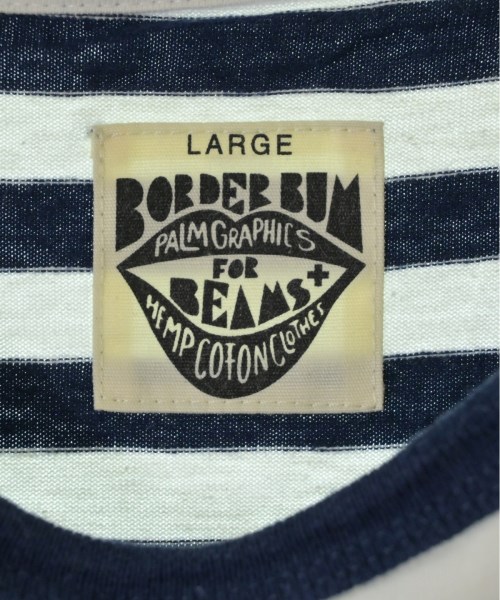 LARGE
BORDER BUM
PALM GRAPHICS
FOR
BEAMS+
HEMP COTON CLOTHES